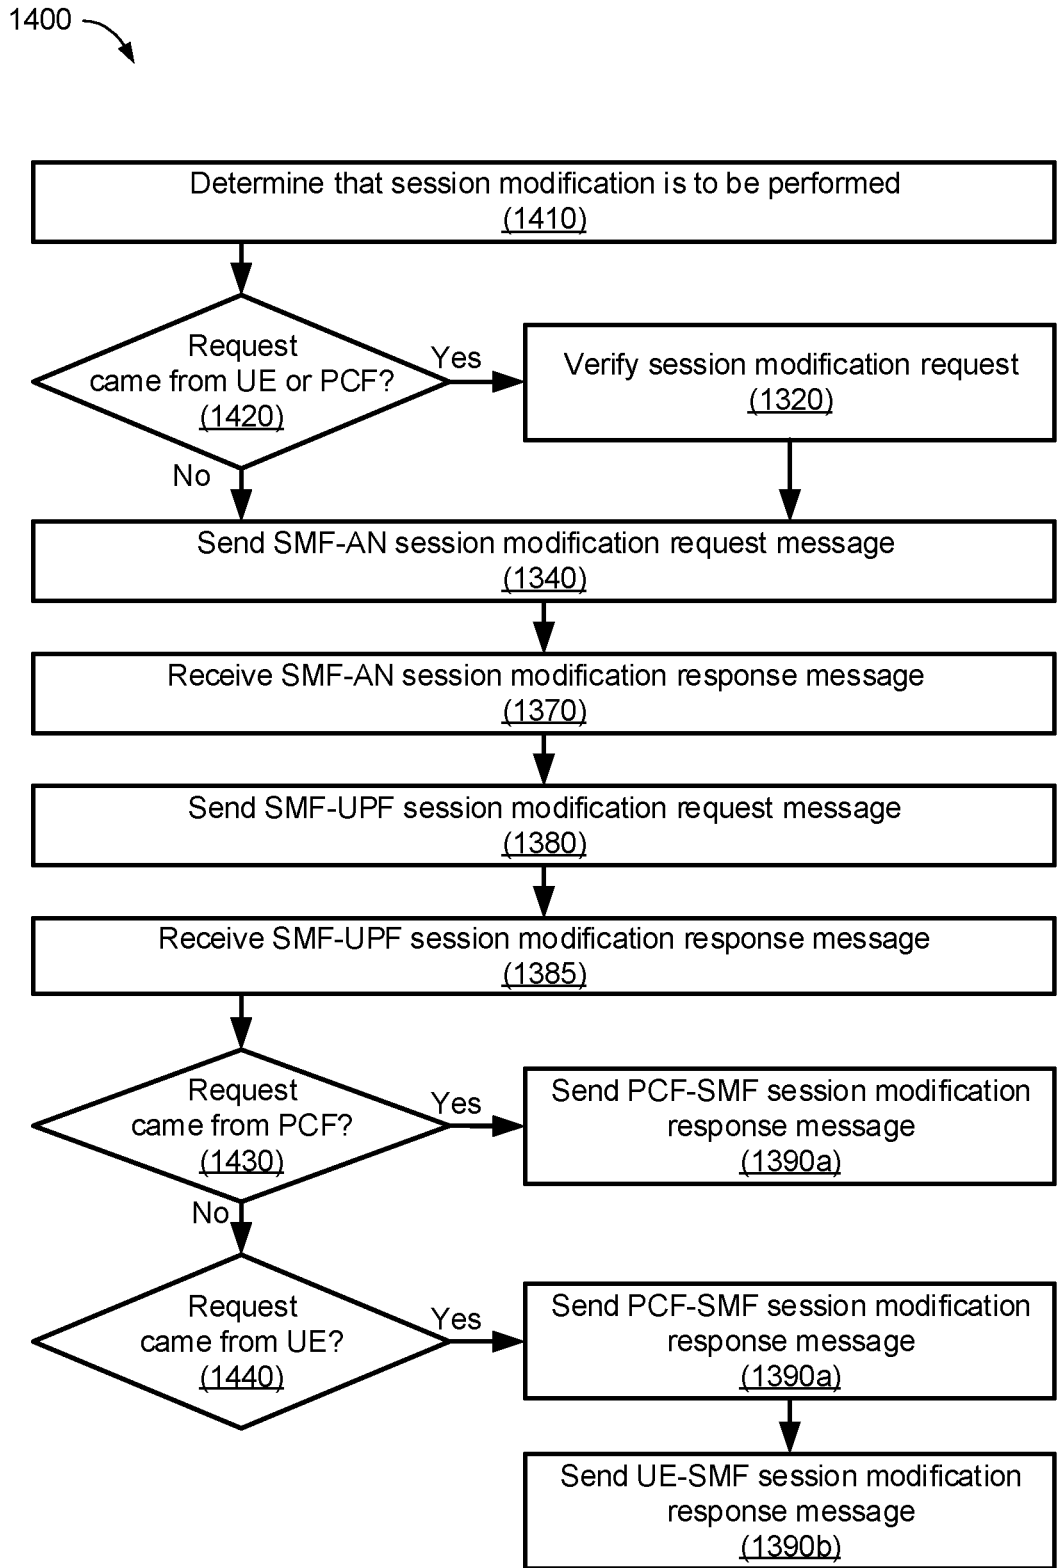 1400
Determine that session modification is to be performed
(1410)
Request
came from UE or PCF?
(1420)
Yes
Verify session modification request
(1320)
No
Send SMF-AN session modification request message
(1340)
Receive SMF-AN session modification response message
(1370)
Send SMF-UPF session modification request message
(1380)
Receive SMF-UPF session modification response message
(1385)
Request
came from PCF?
(1430)
Yes
Send PCF-SMF session modification
response message
(1390a)
No
Request
came from UE?
(1440)
Yes
Send PCF-SMF session modification
response message
(1390a)
Send UE-SMF session modification
response message
(1390b)